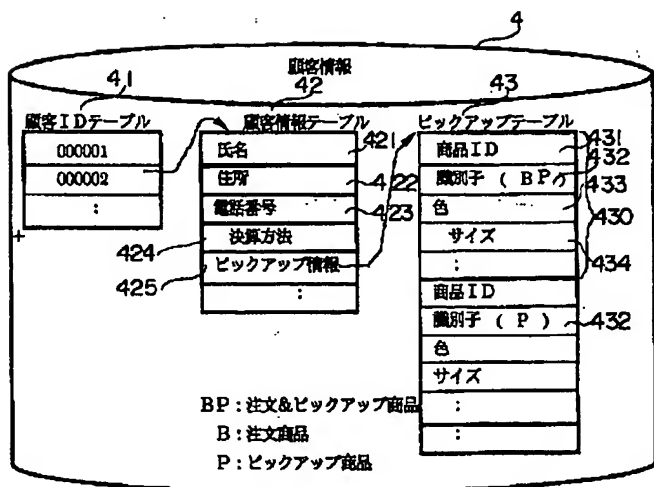 4
顧客情報
41
42
43
顧客IDテーブル
顧客情報テーブル
ピックアップテーブル
000001
000002
:
氏名
421
住所
422
電話番号
423
424
決算方法
425
ピックアップ情報
:
商品ID
431
識別子 ( BP )
432
色
433
430
サイズ
434
:
商品ID
識別子 ( P )
432
色
サイズ
:
:
BP:注文&ピックアップ商品
B:注文商品
P:ピックアップ商品